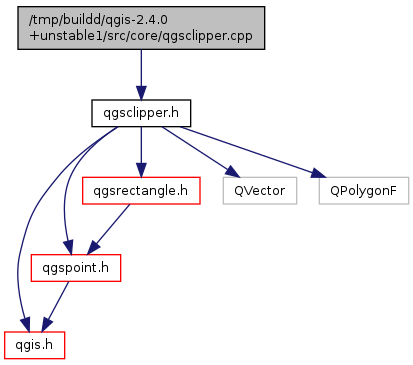 /tmp/buildd/qgis-2.4.0
+unstable1/src/core/qgsclipper.cpp
qgsclipper.h
qgsrectangle.h
QVector
QPolygonF
qgspoint.h
qgis.h